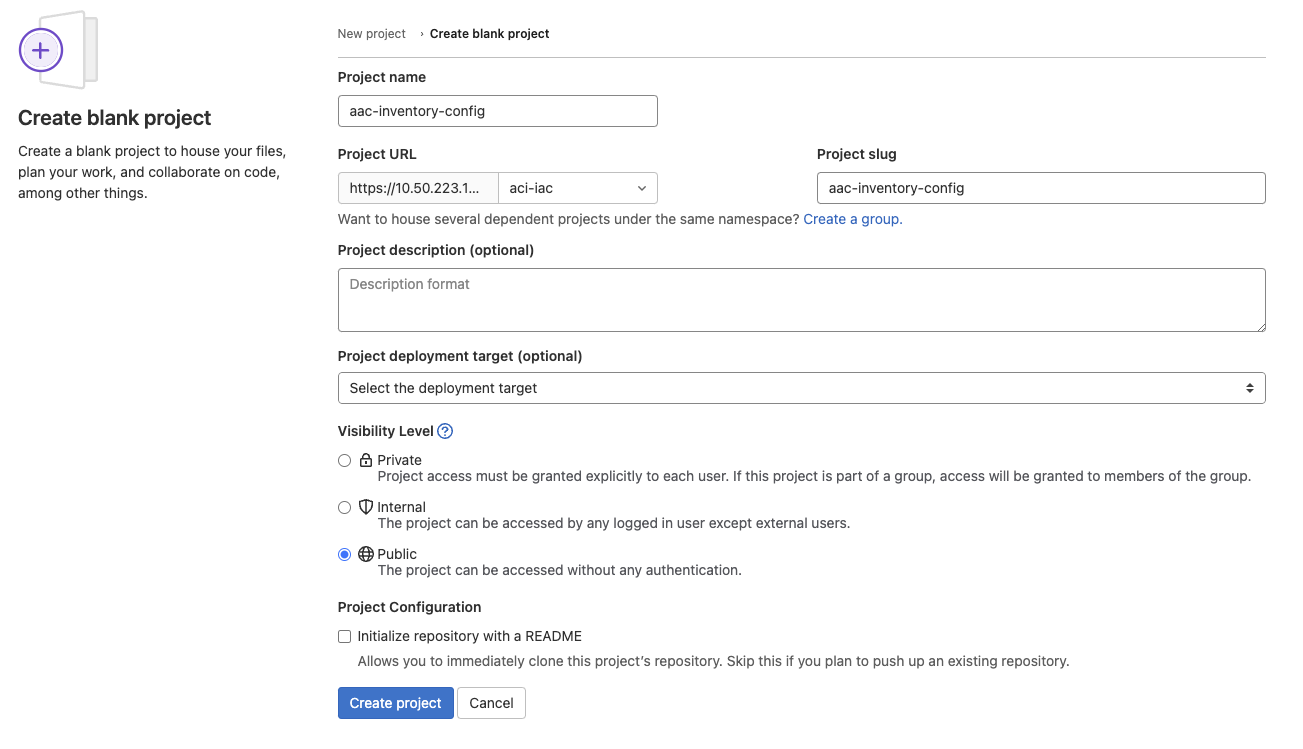 Create blank project
Create a blank project to house your files,
plan your work, and collaborate on code,
among other things.
New project › Create blank project
Project name
aac-inventory-config
Project URL
https://10.50.223.1...
aci-iac
Project slug
aac-inventory-config
Want to house several dependent projects under the same namespace? Create a group.
Project description (optional)
Description format
Project deployment target (optional)
Select the deployment target
Visibility Level
Private
Project access must be granted explicitly to each user. If this project is part of a group, access will be granted to members of the group.
Internal
The project can be accessed by any logged in user except external users.
Public
The project can be accessed without any authentication.
Project Configuration
Initialize repository with a README
Allows you to immediately clone this project’s repository. Skip this if you plan to push up an existing repository.
Create project
Cancel